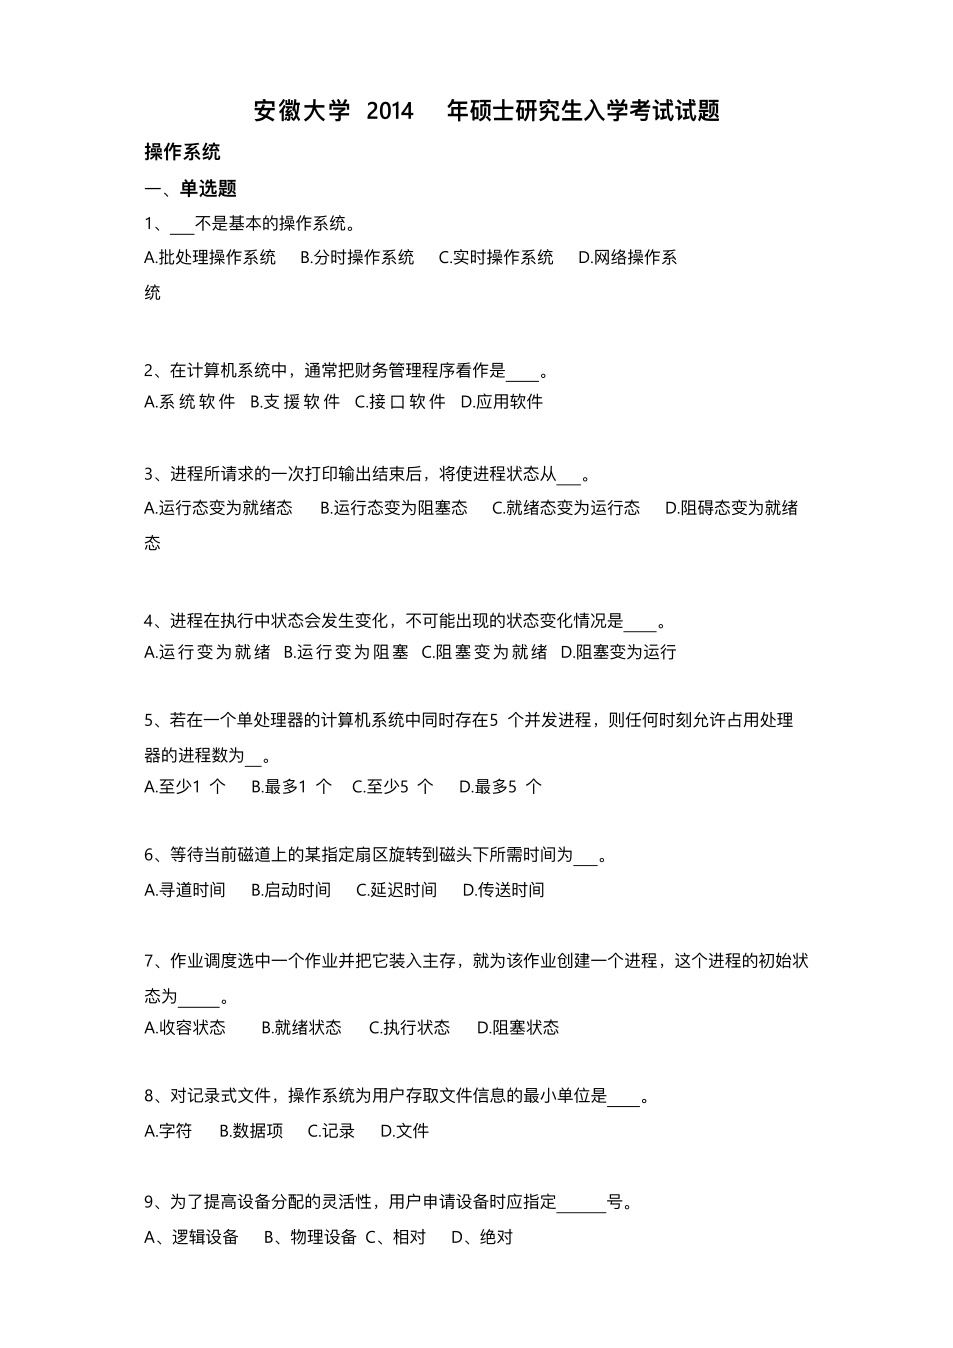 安徽大学 2014 年硕士研究生入学考试试题
操作系统
一、单选题
1、___不是基本的操作系统。
A.批处理操作系统 B.分时操作系统 C.实时操作系统 D.网络操作系
统
2、在计算机系统中，通常把财务管理程序看作是____。
A.系统软件 B.支援软件 C.接口软件 D.应用软件
3、进程所请求的一次打印输出结束后，将使进程状态从___。
A.运行态变为就绪态 B.运行态变为阻塞态 C.就绪态变为运行态 D.阻碍态变为就绪
态
4、进程在执行中状态会发生变化，不可能出现的状态变化情况是____。
A.运行变为就绪 B.运行变为阻塞 C.阻塞变为就绪 D.阻塞变为运行
5、若在一个单处理器的计算机系统中同时存在5 个并发进程，则任何时刻允许占用处理
器的进程数为__。
A.至少1 个 B.最多1 个 C.至少5 个 D.最多5 个
6、等待当前磁道上的某指定扇区旋转到磁头下所需时间为___。
A.寻道时间 B.启动时间 C.延迟时间 D.传送时间
7、作业调度选中一个作业并把它装入主存，就为该作业创建一个进程，这个进程的初始状
态为_____。
A.收容状态 B.就绪状态 C.执行状态 D.阻塞状态
8、对记录式文件，操作系统为用户存取文件信息的最小单位是____。
A.字符 B.数据项 C.记录 D.文件
9、为了提高设备分配的灵活性，用户申请设备时应指定______号。
A、逻辑设备 B、物理设备 C、相对 D、绝对